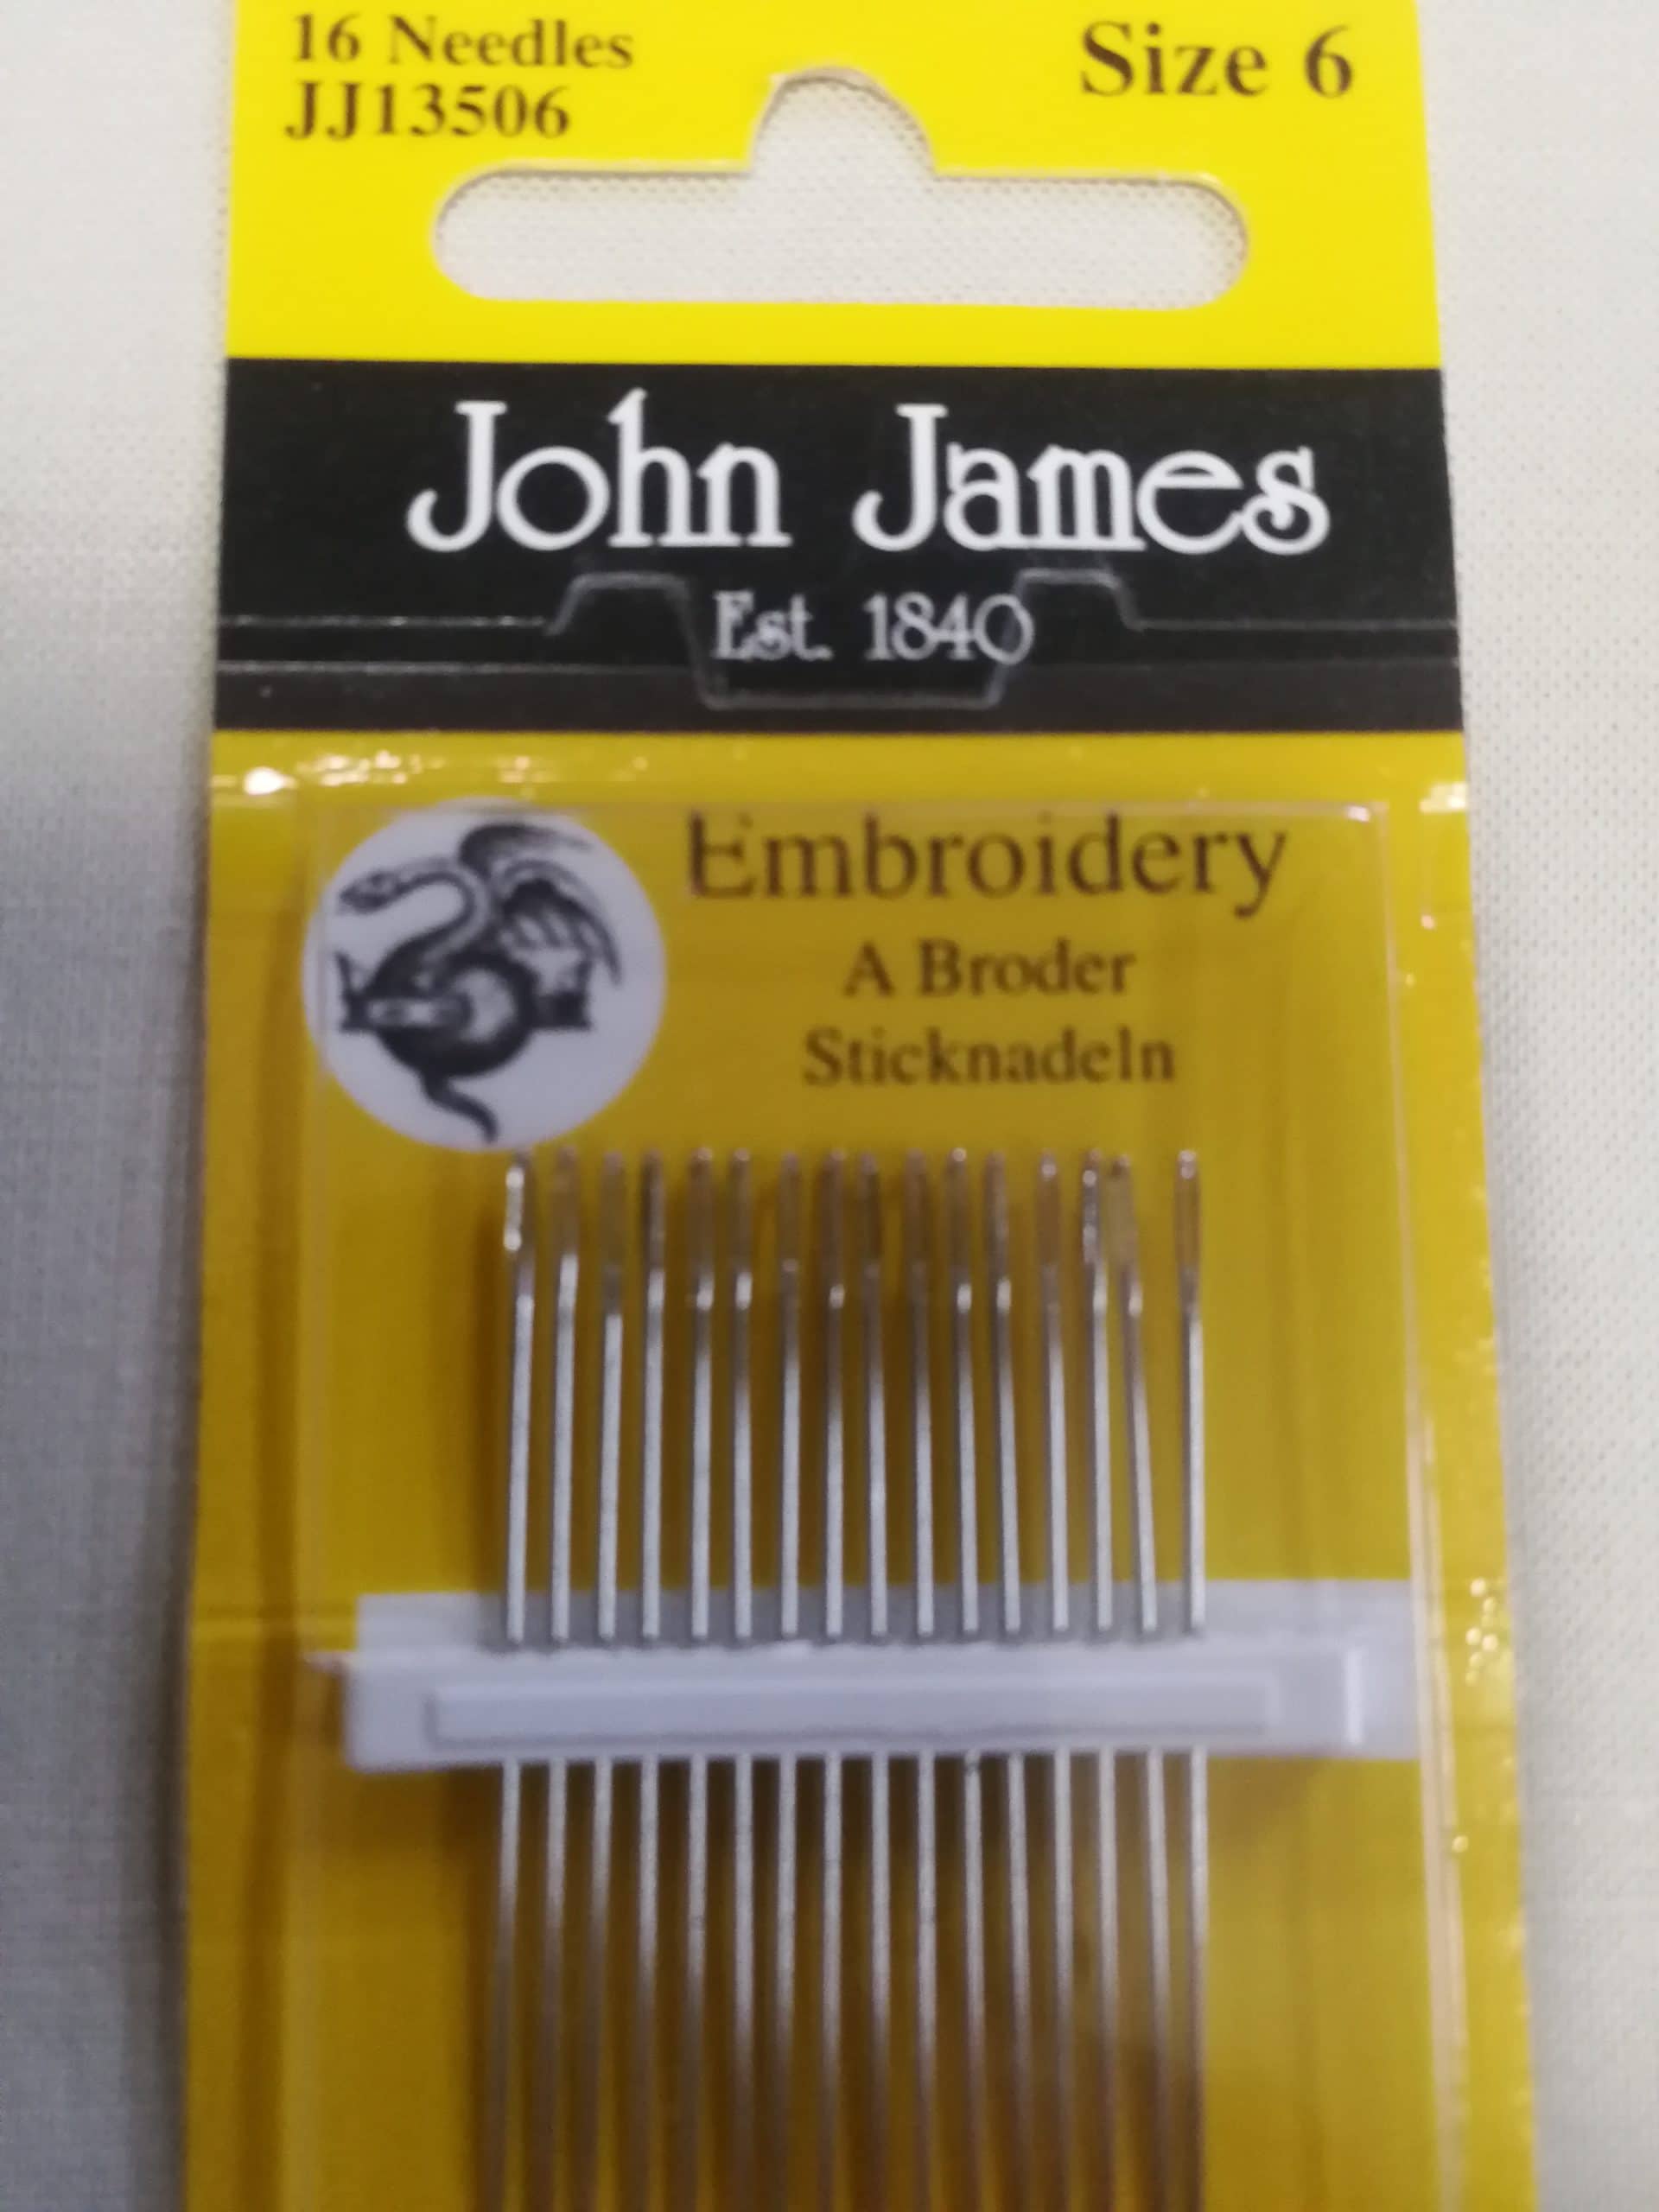 16 Needles
JJ13506
Size 6
John James
Est. 1840
Embroidery
A Broder
Sticknadeln